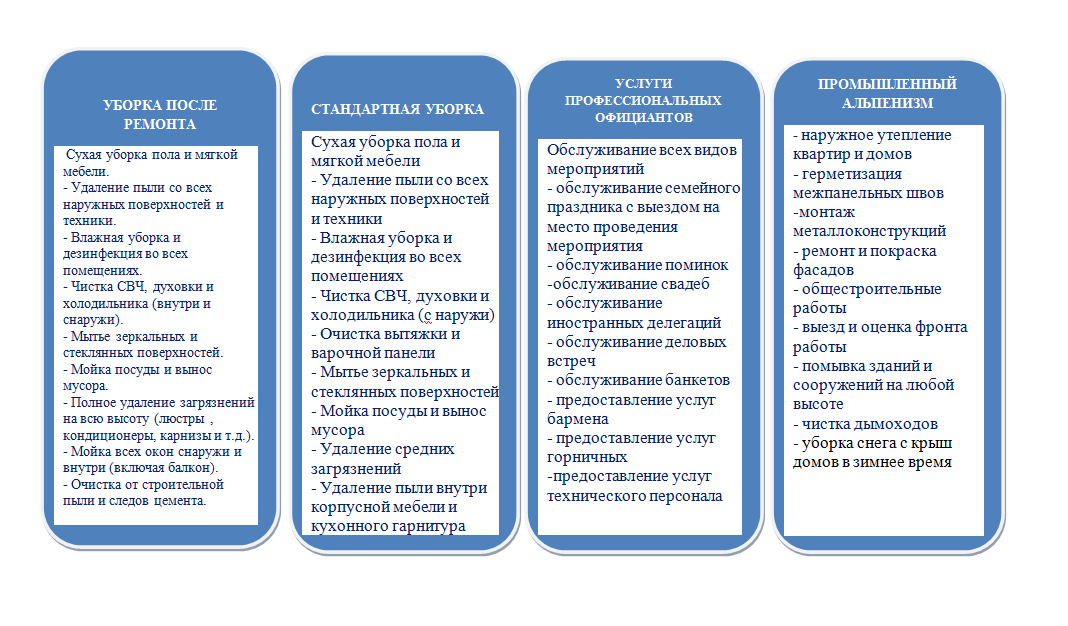 УБОРКА ПОСЛЕ
РЕМОНТА
Сухая уборка пола и мягкой
мебели.
- Удаление пыли со всех
наружных поверхностей и
техники.
- Влажная уборка и
дезинфекция во всех
помещениях.
- Чистка СВЧ, духовки и
холодильника (внутри и
снаружи).
- Мытье зеркальных и
стеклянных поверхностей.
- Мойка посуды и вынос
мусора.
- Полное удаление загрязнений
на всю высоту (люстры ,
кондиционеры, карнизы и т.д.).
- Мойка всех окон снаружи и
внутри (включая балкон).
- Очистка от строительной
пыли и следов цемента.
СТАНДАРТНАЯ УБОРКА
Сухая уборка пола и
мягкой мебели
- Удаление пыли со всех
наружных поверхностей
и техники
- Влажная уборка и
дезинфекция во всех
помещениях
- Чистка СВЧ, духовки и
холодильника (с наружи)
- Очистка вытяжки и
варочной панели
- Мытье зеркальных и
стеклянных поверхностей
- Мойка посуды и вынос
мусора
- Удаление средних
загрязнений
- Удаление пыли внутри
корпусной мебели и
кухонного гарнитура
УСЛУГИ
ПРОФЕССИОНАЛЬНЫХ
ОФИЦИАНТОВ
Обслуживание всех видов
мероприятий
- обслуживание семейного
праздника с выездом на
место проведения
мероприятия
- обслуживание поминок
-обслуживание свадеб
- обслуживание
иностранных делегаций
- обслуживание деловых
встреч
- обслуживание банкетов
- предоставление услуг
бармена
- предоставление услуг
горничных
-предоставление услуг
технического персонала
ПРОМЫШЛЕННЫЙ
АЛЬПЕНИЗМ
- наружное утепление
квартир и домов
- герметизация
межпанельных швов
-монтаж
металлоконструкций
- ремонт и покраска
фасадов
- общестроительные
работы
- выезд и оценка фронта
работы
- помывка зданий и
сооружений на любой
высоте
- чистка дымоходов
- уборка снега с крыш
домов в зимнее время